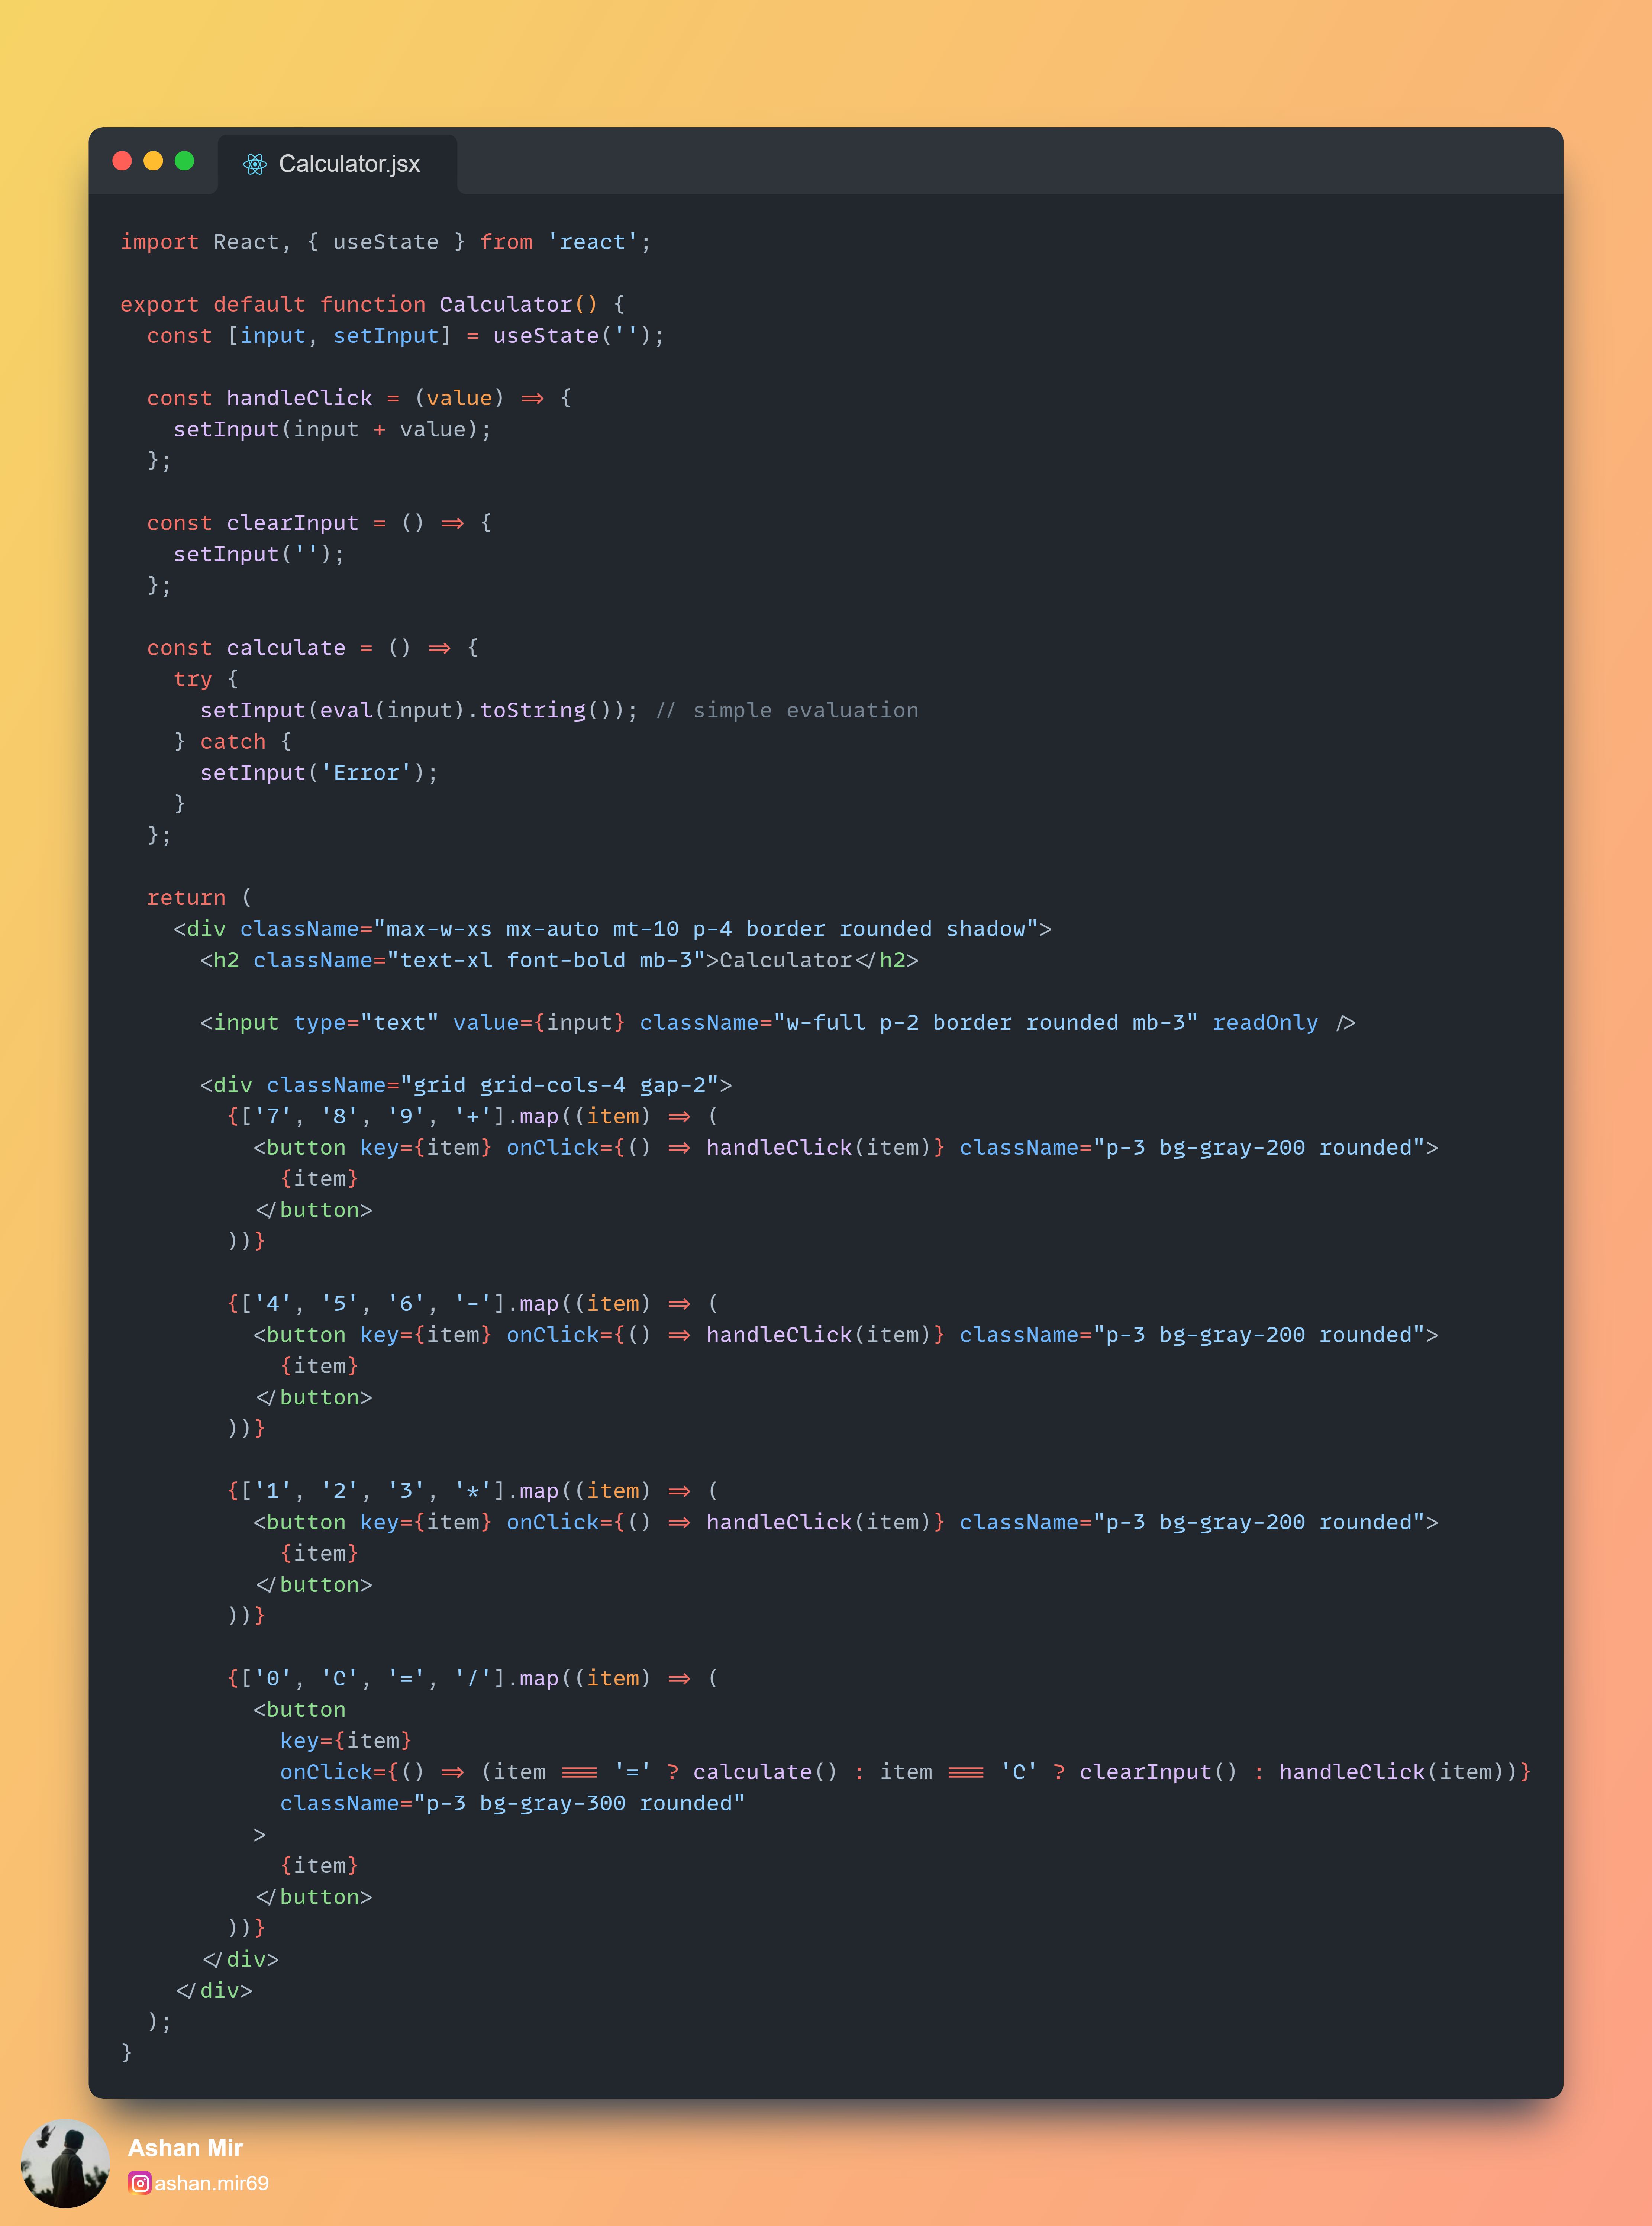 Calculator.jsx
import React, { useState } from 'react';
export default function Calculator() {
  const [input, setInput] = useState('');
  const handleClick = (value) => {
    setInput(input + value);
  };
  const clearInput = () => {
    setInput('');
  };
  const calculate = () => {
    try {
      setInput(eval(input).toString()); // simple evaluation
    } catch {
      setInput('Error');
    }
  };
  return (
    <div className="max-w-xs mx-auto mt-10 p-4 border rounded shadow">
      <h2 className="text-xl font-bold mb-3">Calculator</h2>
      <input type="text" value={input} className="w-full p-2 border rounded mb-3" readOnly />
      <div className="grid grid-cols-4 gap-2">
        {['7', '8', '9', '+'].map((item) => (
          <button key={item} onClick={() => handleClick(item)} className="p-3 bg-gray-200 rounded">
            {item}
          </button>
        ))}
        {['4', '5', '6', '-'].map((item) => (
          <button key={item} onClick={() => handleClick(item)} className="p-3 bg-gray-200 rounded">
            {item}
          </button>
        ))}
        {['1', '2', '3', '*'].map((item) => (
          <button key={item} onClick={() => handleClick(item)} className="p-3 bg-gray-200 rounded">
            {item}
          </button>
        ))}
        {['0', 'C', '=', '/'].map((item) => (
          <button
            key={item}
            onClick={() => (item === '=' ? calculate() : item === 'C' ? clearInput() : handleClick(item))}
            className="p-3 bg-gray-300 rounded"
          >
            {item}
          </button>
        ))}
      </div>
    </div>
  );
}
Ashan Mir
ashan.mir69